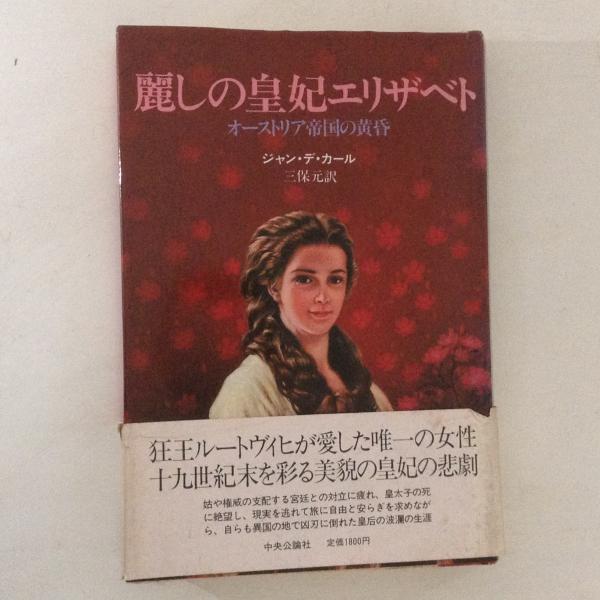 麗しの皇妃エリザベト
オーストリア帝国の黄昏
ジャン・デ・カール
三保元訳
狂王ルートヴィヒが愛した唯一の女性
十九世紀末を彩る美貌の皇妃の悲劇
姑や権威の支配する宮廷との対立に疲れ、皇太子の死
に絶望し、現実を逃れて旅に自由と安らぎを求めなが
ら、自らも異国の地で凶刃に倒れた皇后の波瀾の生涯
中央公論社 定価1800円